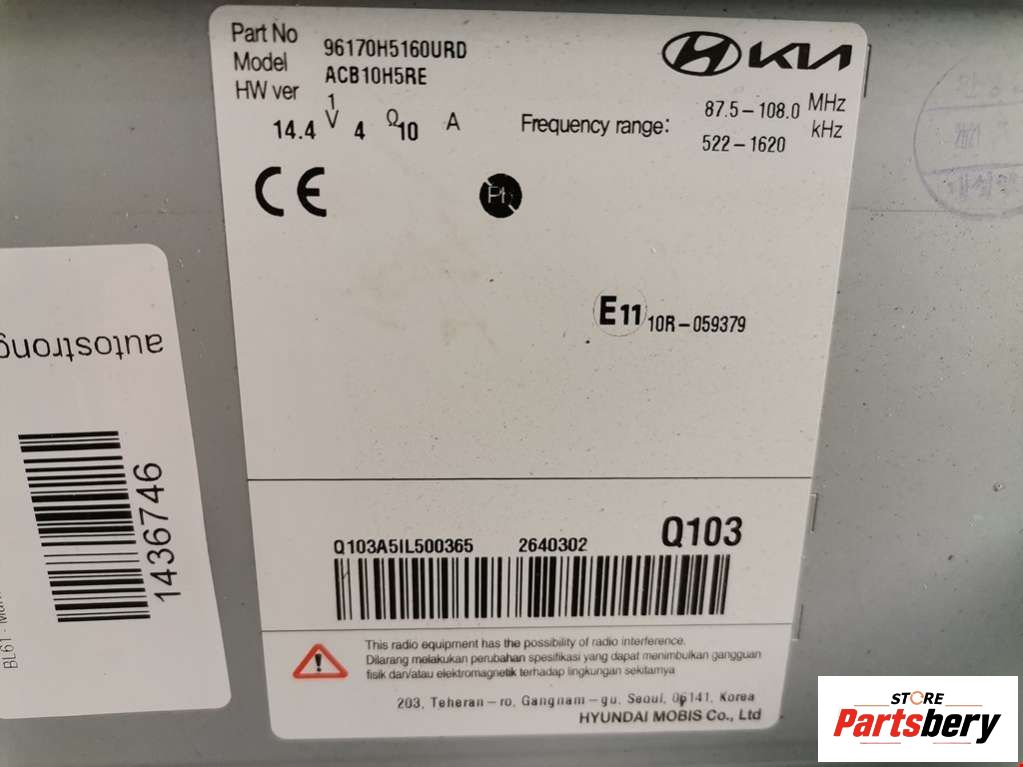 Part No 96170H5160URD
Model ACB10H5RE
HW ver 1
14.4 V 4 Ω 10 A
KIA
Frequency range: 87.5-108.0 MHz
522-1620 kHz
CE
E11 10R-059379
Q103A5IL500365 2640302 Q103
This radio equipment has the possibility of radio interference.
Dilarang melakukan perubahan spesifikasi yang dapat menimbulkan gangguan
fisik dan/atau elektromagnetik terhadap lingkungan sekitarnya
203, Teheran-ro, Gangnam-gu, Seoul, 06141, Korea
HYUNDAI MOBIS Co., Ltd
autostrong
1436746
BL61
STORE
Partsbery